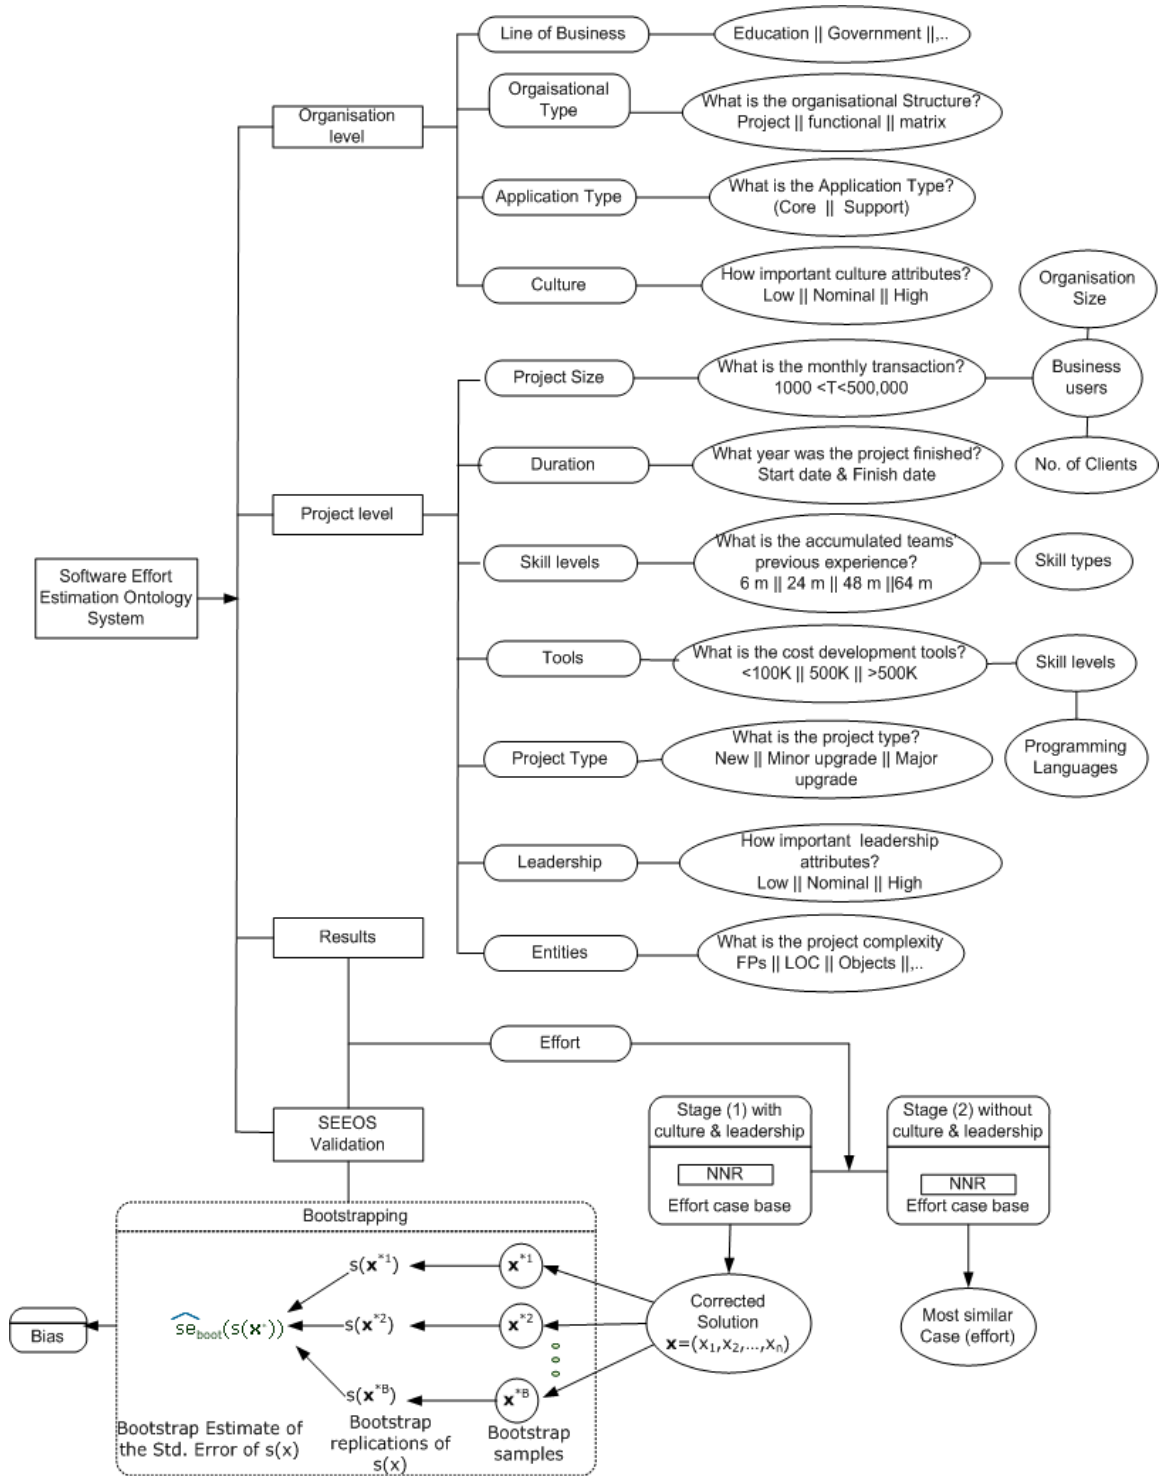 Line of Business
Education || Government ||,..
Orgaisational
Type
What is the organisational Structure?
Project || functional || matrix
Organisation
level
Application Type
What is the Application Type?
(Core || Support)
Culture
How important culture attributes?
Low || Nominal || High
Organisation
Size
Project Size
What is the monthly transaction?
1000 <T<500,000
Business
users
Duration
What year was the project finished?
Start date & Finish date
No. of Clients
Project level
Skill levels
What is the accumulated teams'
previous experience?
6 m || 24 m || 48 m ||64 m
Skill types
Software Effort
Estimation Ontology
System
Tools
What is the cost development tools?
<100K || 500K || >500K
Skill levels
Project Type
What is the project type?
New || Minor upgrade || Major
upgrade
Programming
Languages
Leadership
How important leadership
attributes?
Low || Nominal || High
Results
Entities
What is the project complexity
FPs || LOC || Objects ||,..
Effort
SEEOS
Validation
Stage (1) with
culture & leadership
NNR
Effort case base
Stage (2) without
culture & leadership
NNR
Effort case base
Bootstrapping
s(x*1)
x*1
Bias
ŝe_boot(s(x*))
s(x*2)
x*2
Corrected
Solution
x=(x₁,x₂,...,xₙ)
Most similar
Case (effort)
s(x*B)
x*B
Bootstrap Estimate of
the Std. Error of s(x)
Bootstrap
replications of
s(x)
Bootstrap
samples